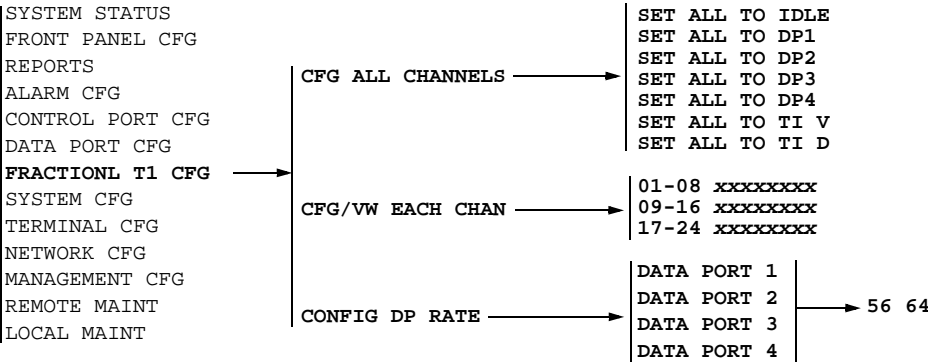 SYSTEM STATUS
FRONT PANEL CFG
REPORTS
ALARM CFG
CONTROL PORT CFG
DATA PORT CFG
FRACTIONL T1 CFG
SYSTEM CFG
TERMINAL CFG
NETWORK CFG
MANAGEMENT CFG
REMOTE MAINT
LOCAL MAINT
CFG ALL CHANNELS
SET ALL TO IDLE
SET ALL TO DP1
SET ALL TO DP2
SET ALL TO DP3
SET ALL TO DP4
SET ALL TO TI V
SET ALL TO TI D
CFG/VW EACH CHAN
01-08 xxxxxxxx
09-16 xxxxxxxx
17-24 xxxxxxxx
CONFIG DP RATE
DATA PORT 1
DATA PORT 2
DATA PORT 3
DATA PORT 4
56 64